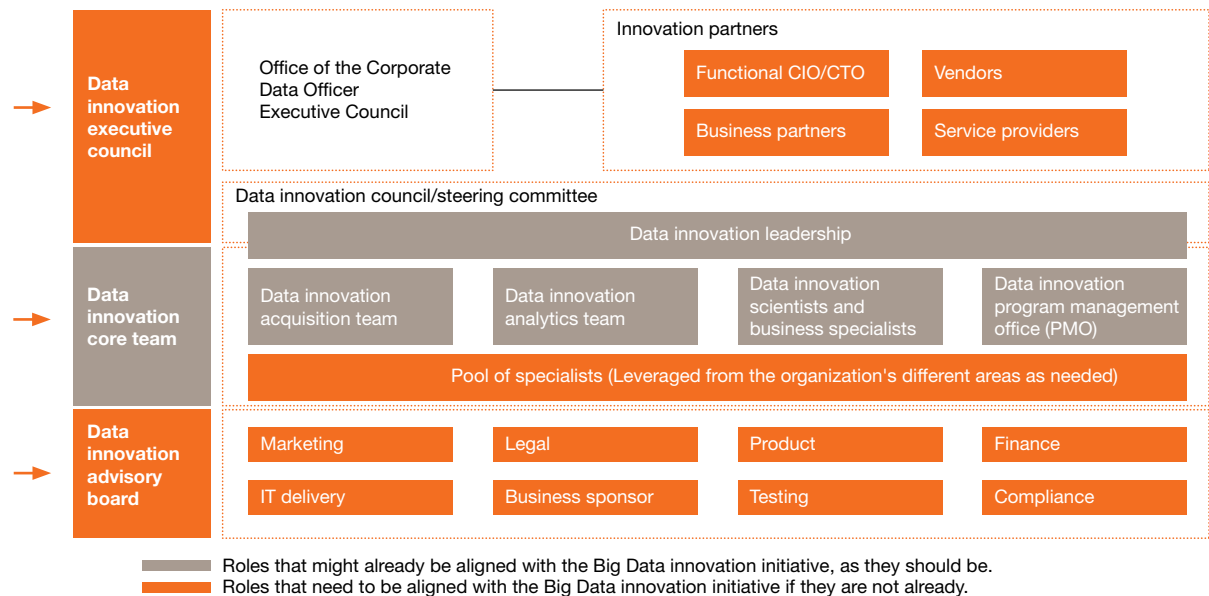 Data
innovation
executive
council
Office of the Corporate
Data Officer
Executive Council
Innovation partners
Functional CIO/CTO
Vendors
Business partners
Service providers
Data innovation council/steering committee
Data innovation leadership
Data
innovation
core team
Data innovation
acquisition team
Data innovation
analytics team
Data innovation
scientists and
business specialists
Data innovation
program management
office (PMO)
Pool of specialists (Leveraged from the organization's different areas as needed)
Data
innovation
advisory
board
Marketing
Legal
Product
Finance
IT delivery
Business sponsor
Testing
Compliance
Roles that might already be aligned with the Big Data innovation initiative, as they should be.
Roles that need to be aligned with the Big Data innovation initiative if they are not already.